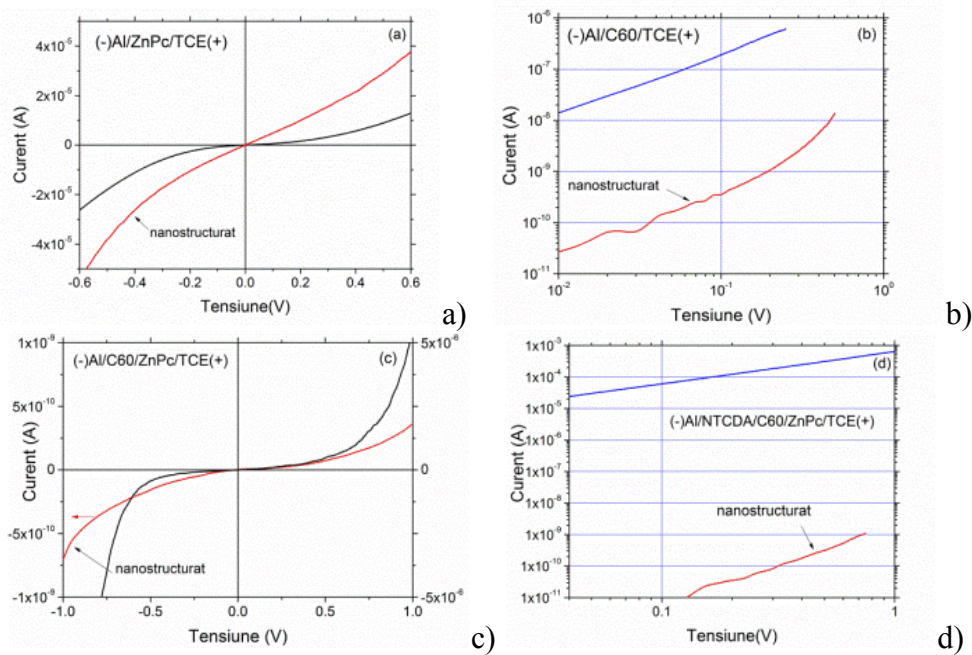 (-)Al/ZnPc/TCE(+)
(a)
Curent (A)
4x10⁻⁵
2x10⁻⁵
0
-2x10⁻⁵
-4x10⁻⁵
nanostructurat
-0.6 -0.4 -0.2 0.0 0.2 0.4 0.6
Tensiune(V)
a)
(-)Al/C60/TCE(+)
(b)
Curent (A)
10⁻⁶
10⁻⁷
10⁻⁸
10⁻⁹
10⁻¹⁰
10⁻¹¹
nanostructurat
10⁻² 10⁻¹ 10⁰
Tensiune (V)
b)
(-)Al/C60/ZnPc/TCE(+)
(c)
Curent (A)
1x10⁻⁹
5x10⁻¹⁰
0
-5x10⁻¹⁰
-1x10⁻⁹
5x10⁻⁶
0
-5x10⁻⁶
nanostructurat
-1.0 -0.5 0.0 0.5 1.0
Tensiune (V)
c)
(d)
(-)Al/NTCDA/C60/ZnPc/TCE(+)
Curent (A)
1x10⁻³
1x10⁻⁴
1x10⁻⁵
1x10⁻⁶
1x10⁻⁷
1x10⁻⁸
1x10⁻⁹
1x10⁻¹⁰
1x10⁻¹¹
nanostructurat
0.1 1
Tensiune(V)
d)